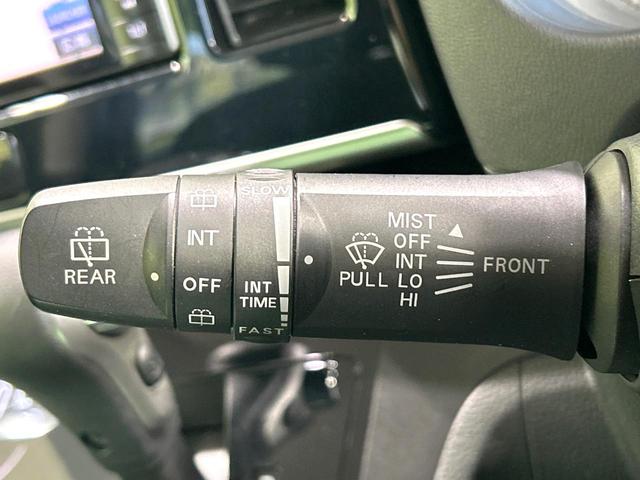 REAR
INT
OFF
SLOW
INT
TIME
FAST
PULL
MIST
OFF
INT
LO
HI
FRONT